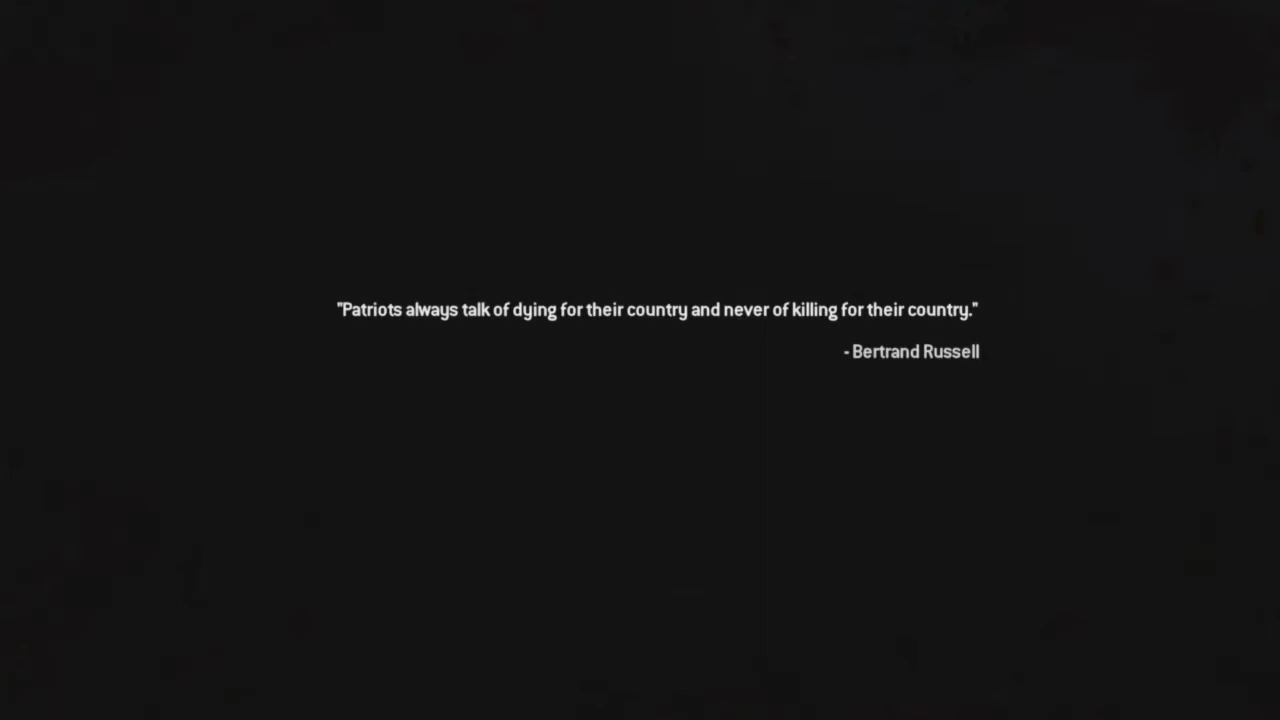 "Patriots always talk of dying for their country and never of killing for their country."
- Bertrand Russell